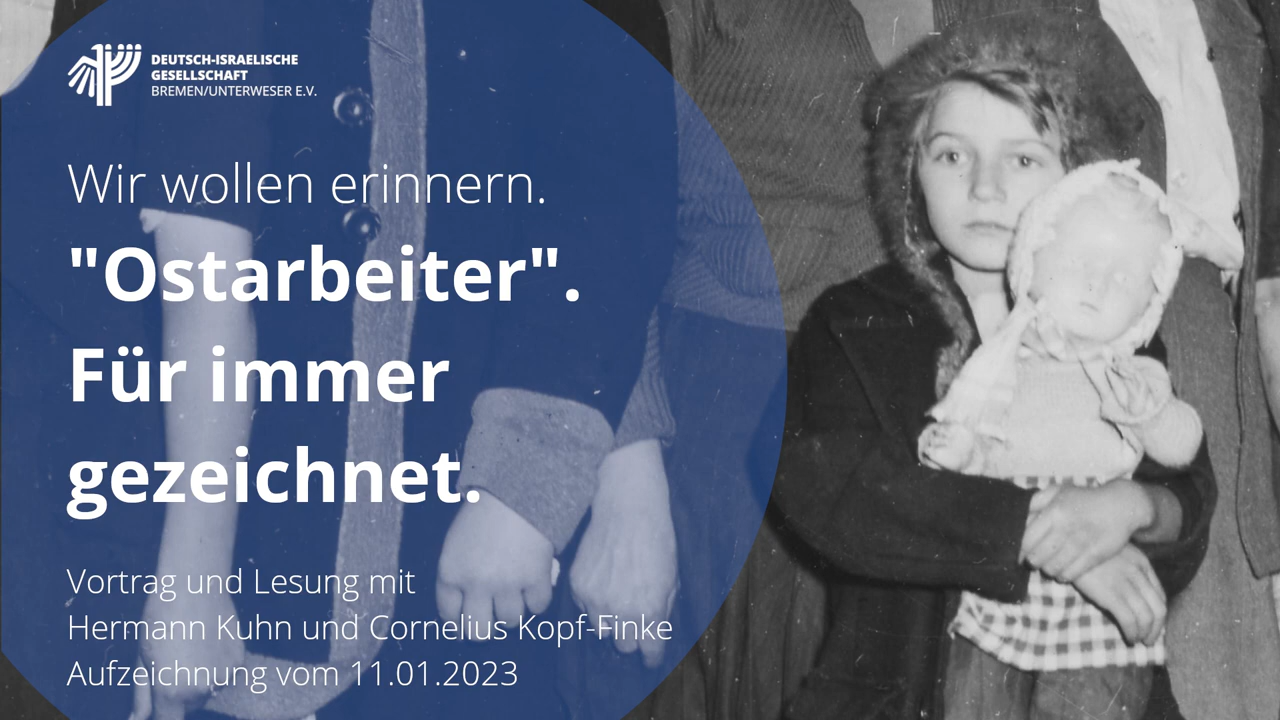 DEUTSCH-ISRAELISCHE
GESELLSCHAFT
BREMEN/UNTERWESER E.V.
Wir wollen erinnern.
"Ostarbeiter".
Für immer
gezeichnet.
Vortrag und Lesung mit
Hermann Kuhn und Cornelius Kopf-Finke
Aufzeichnung vom 11.01.2023